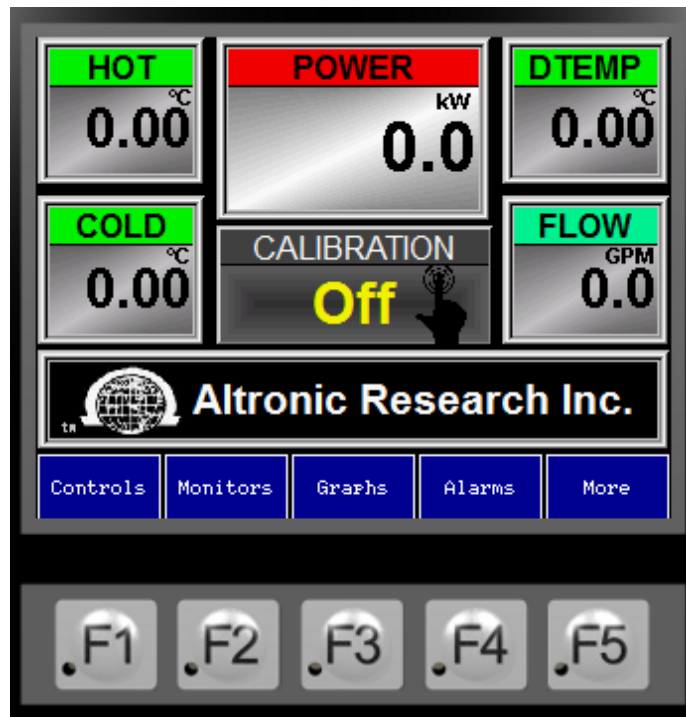 HOT
°C
0.00
POWER
kW
0.0
DTEMP
°C
0.00
COLD
°C
0.00
CALIBRATION
Off
FLOW
GPM
0.0
TM Altronic Research Inc.
Controls Monitors Graphs Alarms More
F1 F2 F3 F4 F5